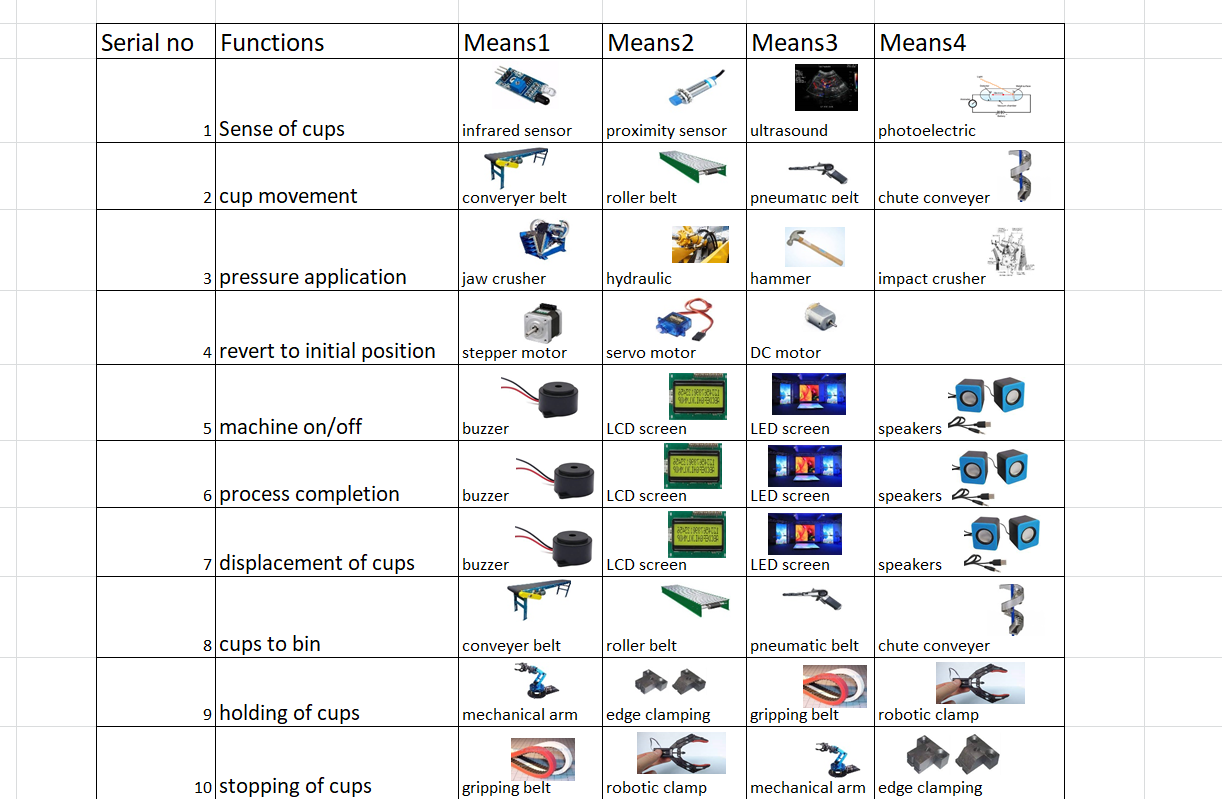 Serial no Functions Means1 Means2 Means3 Means4
1 Sense of cups infrared sensor proximity sensor ultrasound photoelectric
2 cup movement converyer belt roller belt pneumatic belt chute conveyer
3 pressure application jaw crusher hydraulic hammer impact crusher
4 revert to initial position stepper motor servo motor DC motor
5 machine on/off buzzer LCD screen LED screen speakers
6 process completion buzzer LCD screen LED screen speakers
7 displacement of cups buzzer LCD screen LED screen speakers
8 cups to bin conveyer belt roller belt pneumatic belt chute conveyer
9 holding of cups mechanical arm edge clamping gripping belt robotic clamp
10 stopping of cups gripping belt robotic clamp mechanical arm edge clamping